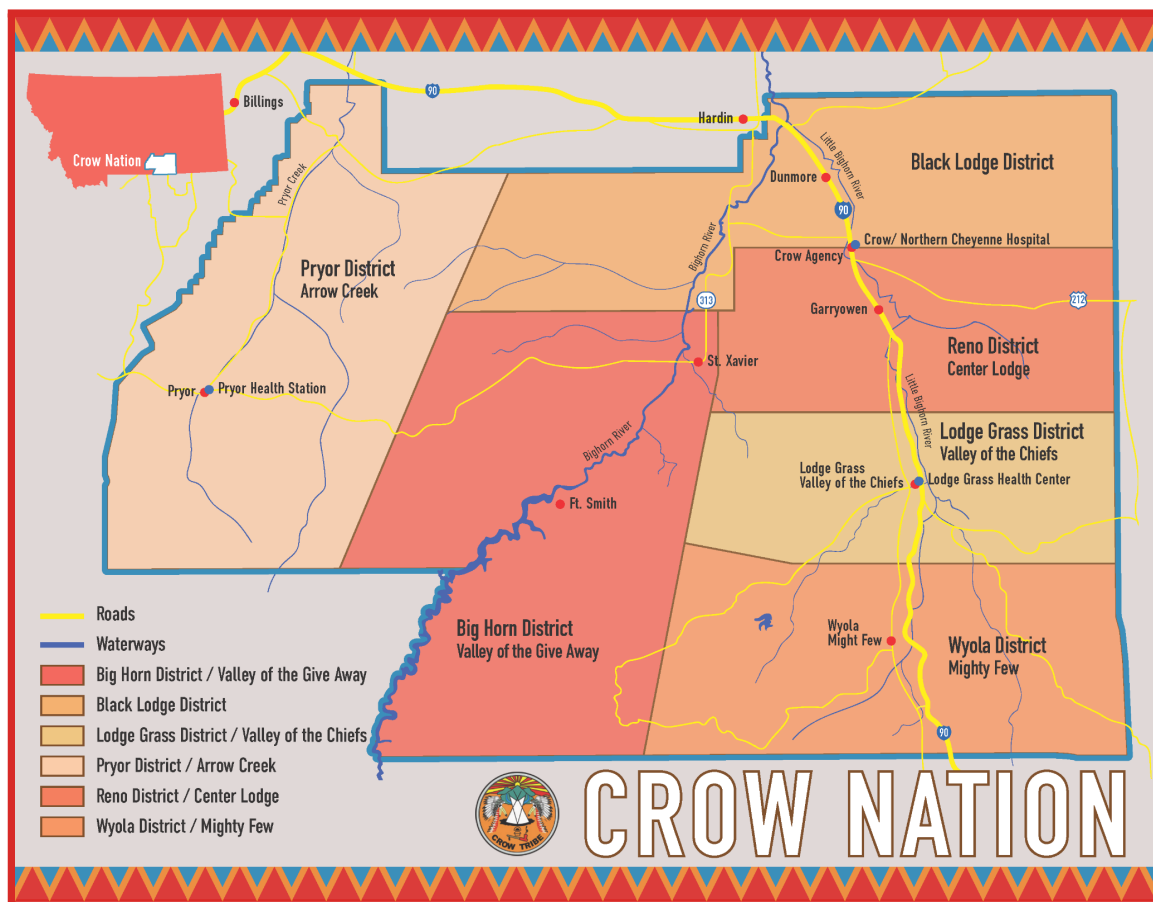 90
Billings
Hardin
Crow Nation
Little Bighorn River
Black Lodge District
Pryor Creek
Dunmore
90
Bighorn River
Crow/ Northern Cheyenne Hospital
Crow Agency
Pryor District
Arrow Creek
313
212
Garryowen
Reno District
Center Lodge
St. Xavier
Pryor
Pryor Health Station
Little Bighorn River
Bighorn River
Lodge Grass District
Valley of the Chiefs
Lodge Grass
Valley of the Chiefs
Lodge Grass Health Center
Ft. Smith
Big Horn District
Valley of the Give Away
Wyola
Might Few
Wyola District
Mighty Few
90
Roads
Waterways
Big Horn District / Valley of the Give Away
Black Lodge District
Lodge Grass District / Valley of the Chiefs
Pryor District / Arrow Creek
Reno District / Center Lodge
Wyola District / Mighty Few
CROW TRIBE
CROW NATION